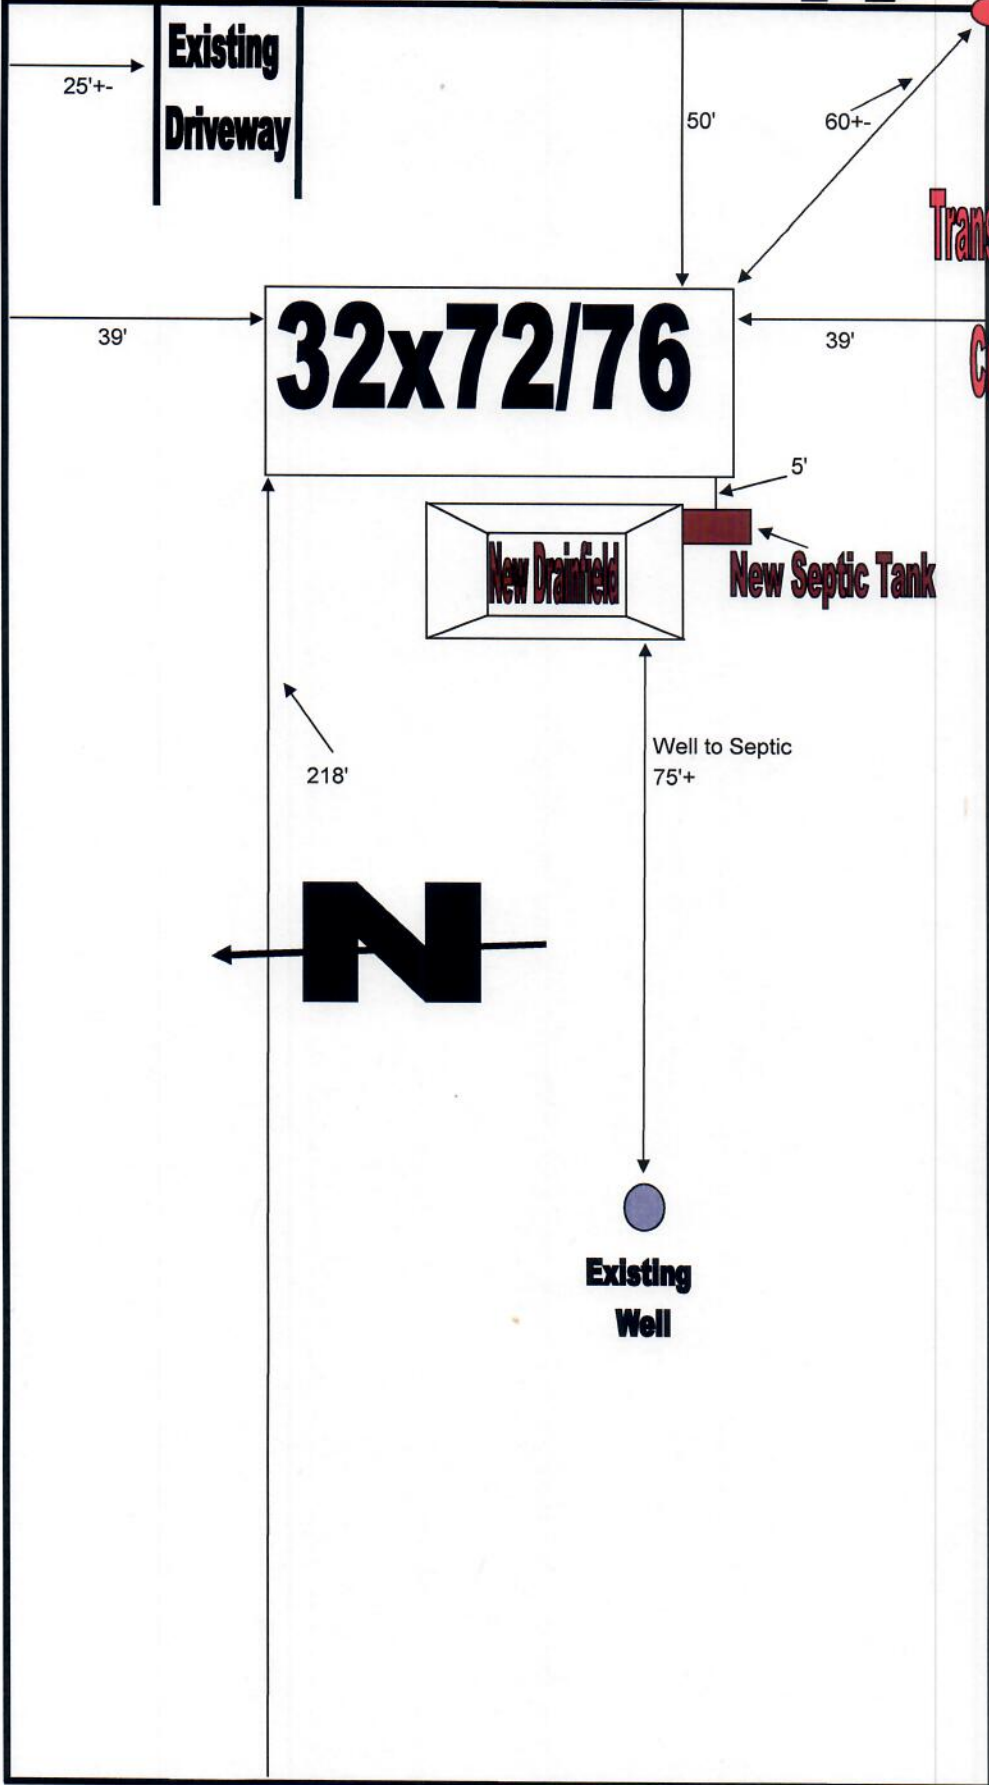 Existing
Driveway
25'+-
50'
60+-
39'
32x72/76
39'
5'
New Drainfield
New Septic Tank
Well to Septic
75'+
218'
N
Existing
Well